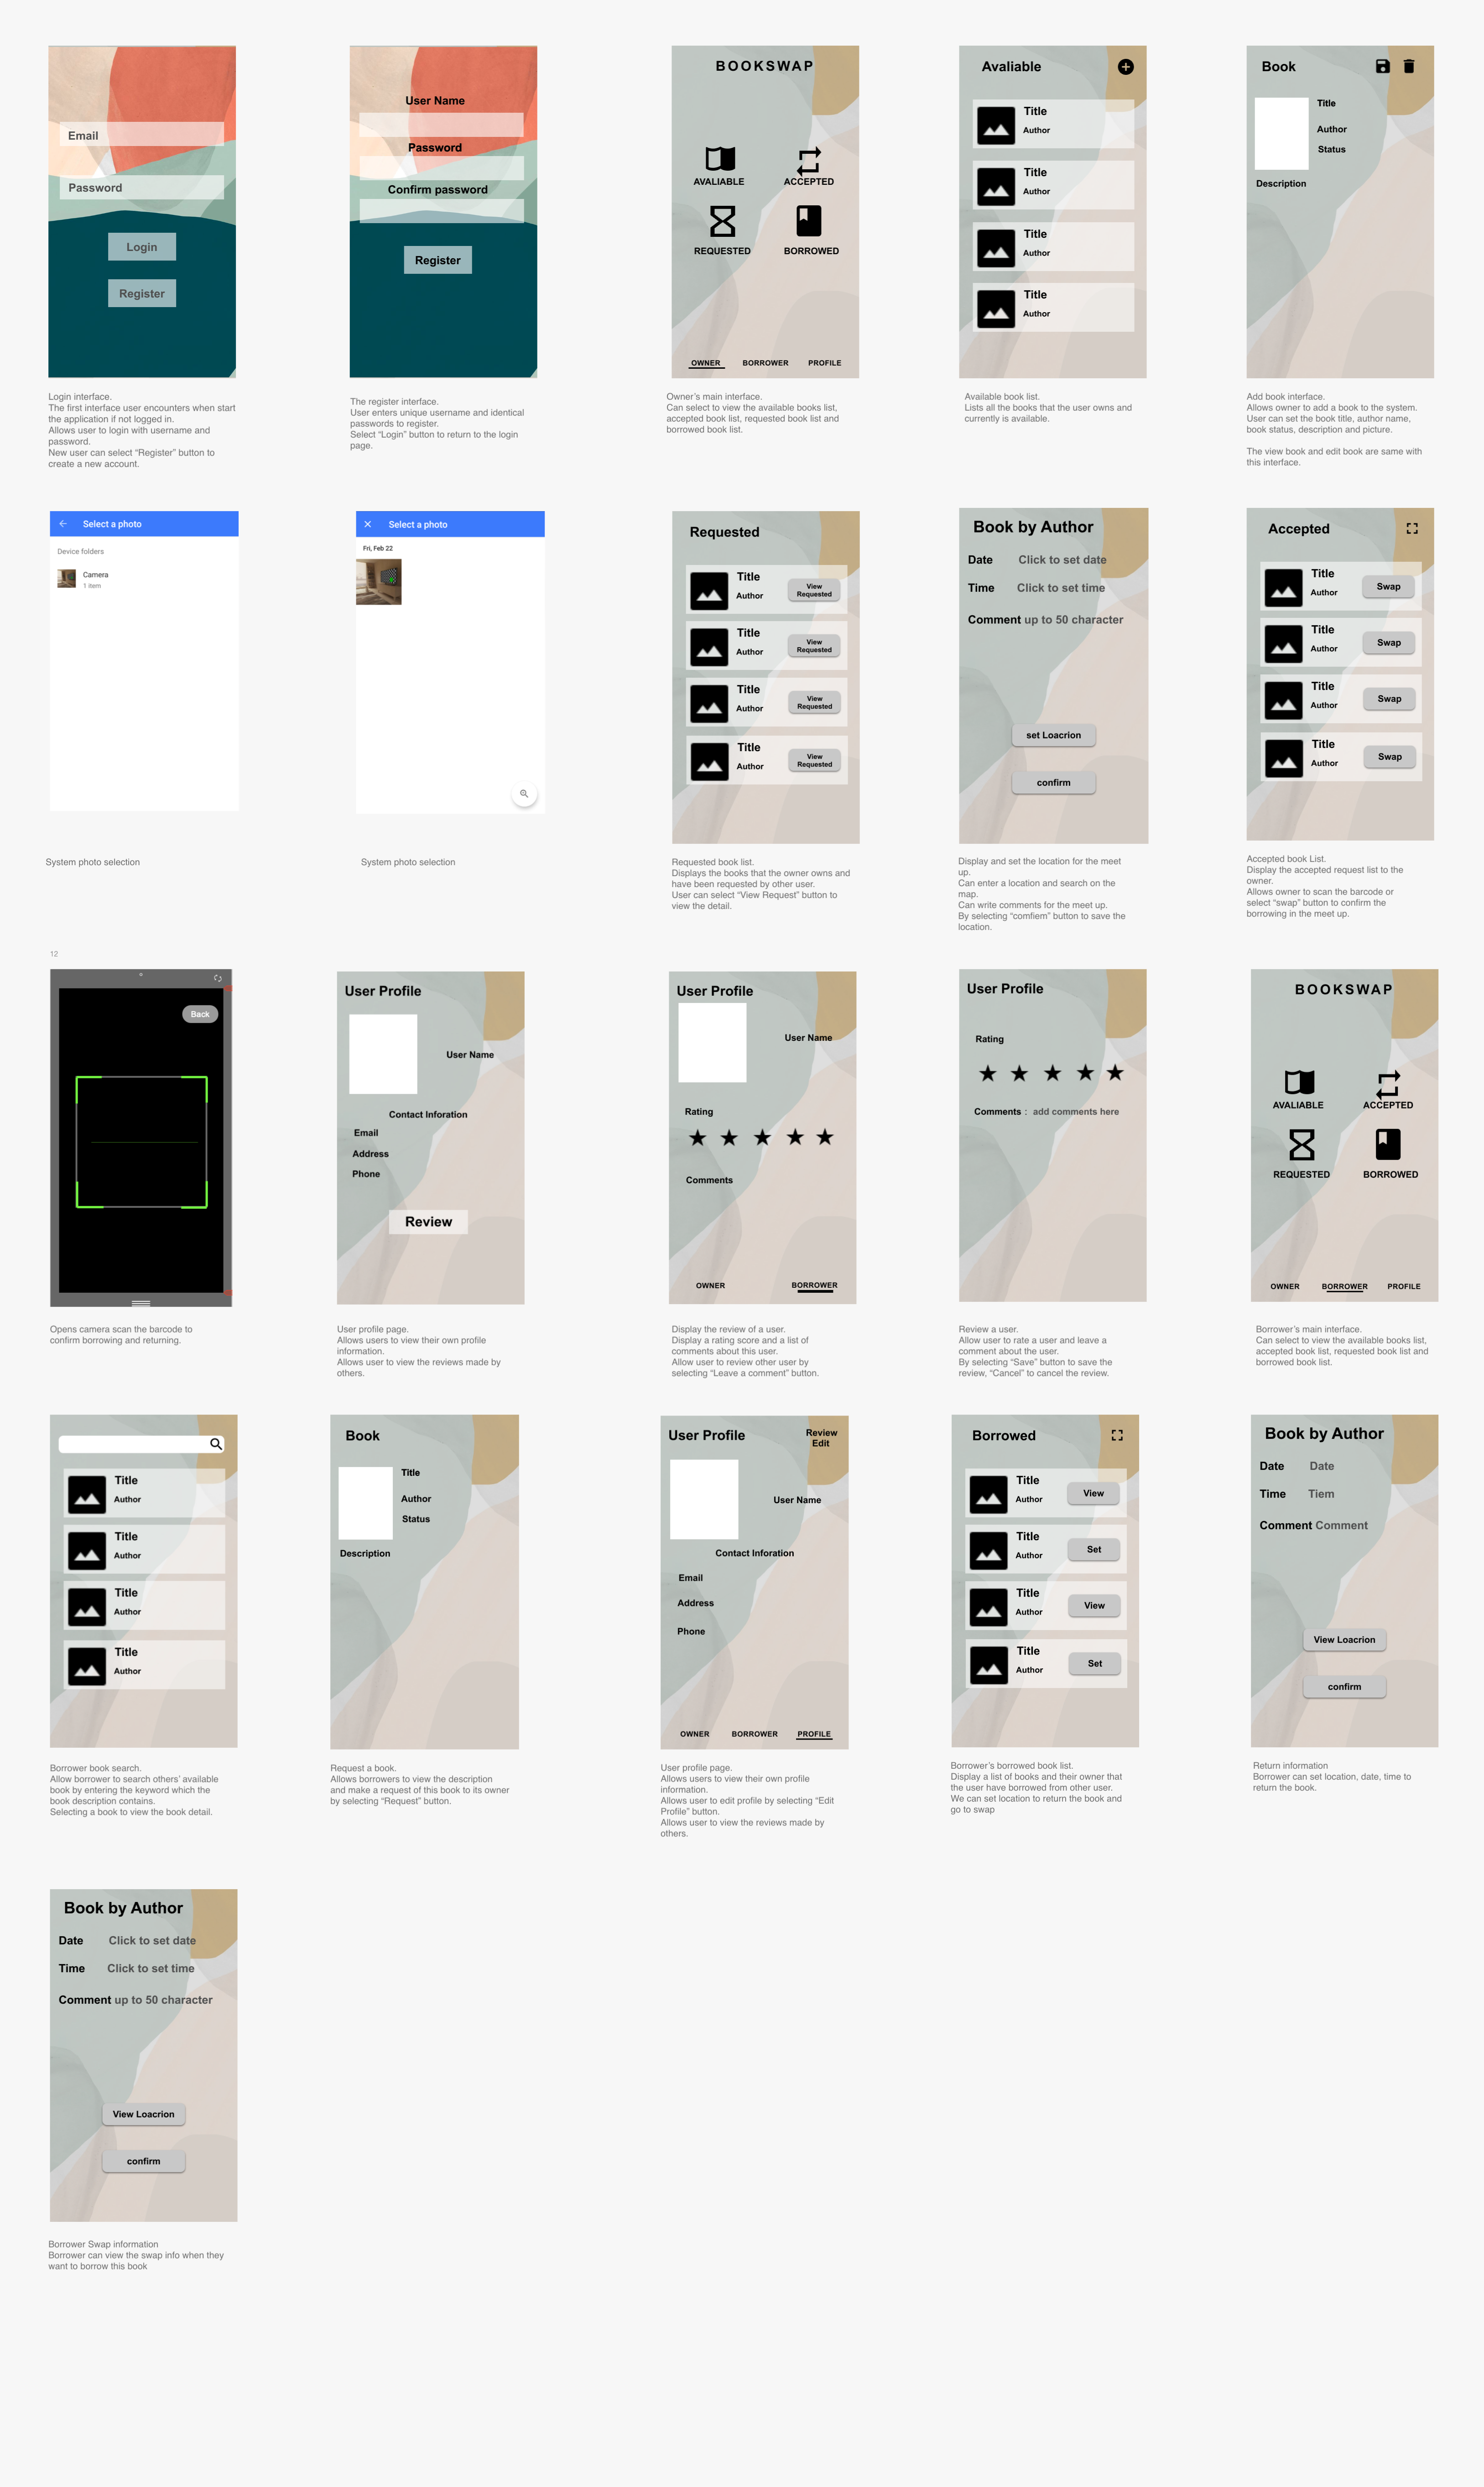 Email
Password
Login
Register
Login interface.
The first interface user encounters when start
the application if not logged in.
Allows user to login with username and
password.
New user can select “Register” button to
create a new account.
User Name
Password
Confirm password
Register
The register interface.
User enters unique username and identical
passwords to register.
Select “Login” button to return to the login
page.
BOOKSWAP
AVALIABLE
ACCEPTED
REQUESTED
BORROWED
OWNER BORROWER PROFILE
Owner’s main interface.
Can select to view the available books list,
accepted book list, requested book list and
borrowed book list.
Avaliable
Title
Author
Title
Author
Title
Author
Title
Author
Available book list.
Lists all the books that the user owns and
currently is available.
Book
Title
Author
Status
Description
Add book interface.
Allows owner to add a book to the system.
User can set the book title, author name,
book status, description and picture.
The view book and edit book are same with
this interface.
Select a photo
Device folders
Camera
1 item
System photo selection
Select a photo
Fri, Feb 22
System photo selection
Requested
Title
Author
View
Requested
Title
Author
View
Requested
Title
Author
View
Requested
Title
Author
View
Requested
Requested book list.
Displays the books that the owner owns and
have been requested by other user.
User can select “View Request” button to
view the detail.
Book by Author
Date Click to set date
Time Click to set time
Comment up to 50 character
set Loacrion
confirm
Display and set the location for the meet
up.
Can enter a location and search on the
map.
Can write comments for the meet up.
By selecting “comfiem” button to save the
location.
Accepted
Title
Author
Swap
Title
Author
Swap
Title
Author
Swap
Title
Author
Swap
Accepted book List.
Display the accepted request list to the
owner.
Allows owner to scan the barcode or
select “swap” button to confirm the
borrowing in the meet up.
12
Back
Opens camera scan the barcode to
confirm borrowing and returning.
User Profile
User Name
Contact Inforation
Email
Address
Phone
Review
User profile page.
Allows users to view their own profile
information.
Allows user to view the reviews made by
others.
User Profile
User Name
Rating
Comments
OWNER BORROWER
Display the review of a user.
Display a rating score and a list of
comments about this user.
Allow user to review other user by
selecting “Leave a comment” button.
User Profile
Rating
Comments : add comments here
Review a user.
Allow user to rate a user and leave a
comment about the user.
By selecting “Save” button to save the
review, “Cancel” to cancel the review.
BOOKSWAP
AVALIABLE
ACCEPTED
REQUESTED
BORROWED
OWNER BORROWER PROFILE
Borrower’s main interface.
Can select to view the available books list,
accepted book list, requested book list and
borrowed book list.
Title
Author
Title
Author
Title
Author
Title
Author
Borrower book search.
Allow borrower to search others’ available
book by entering the keyword which the
book description contains.
Selecting a book to view the book detail.
Book
Title
Author
Status
Description
Request a book.
Allows borrowers to view the description
and make a request of this book to its owner
by selecting “Request” button.
User Profile
Review
Edit
User Name
Contact Inforation
Email
Address
Phone
OWNER BORROWER PROFILE
User profile page.
Allows users to view their own profile
information.
Allows user to edit profile by selecting “Edit
Profile” button.
Allows user to view the reviews made by
others.
Borrowed
Title
Author
View
Title
Author
Set
Title
Author
View
Title
Author
Set
Borrower’s borrowed book list.
Display a list of books and their owner that
the user have borrowed from other user.
We can set location to return the book and
go to swap
Book by Author
Date Date
Time Tiem
Comment Comment
View Loacrion
confirm
Return information
Borrower can set location, date, time to
return the book.
Book by Author
Date Click to set date
Time Click to set time
Comment up to 50 character
View Loacrion
confirm
Borrower Swap information
Borrower can view the swap info when they
want to borrow this book